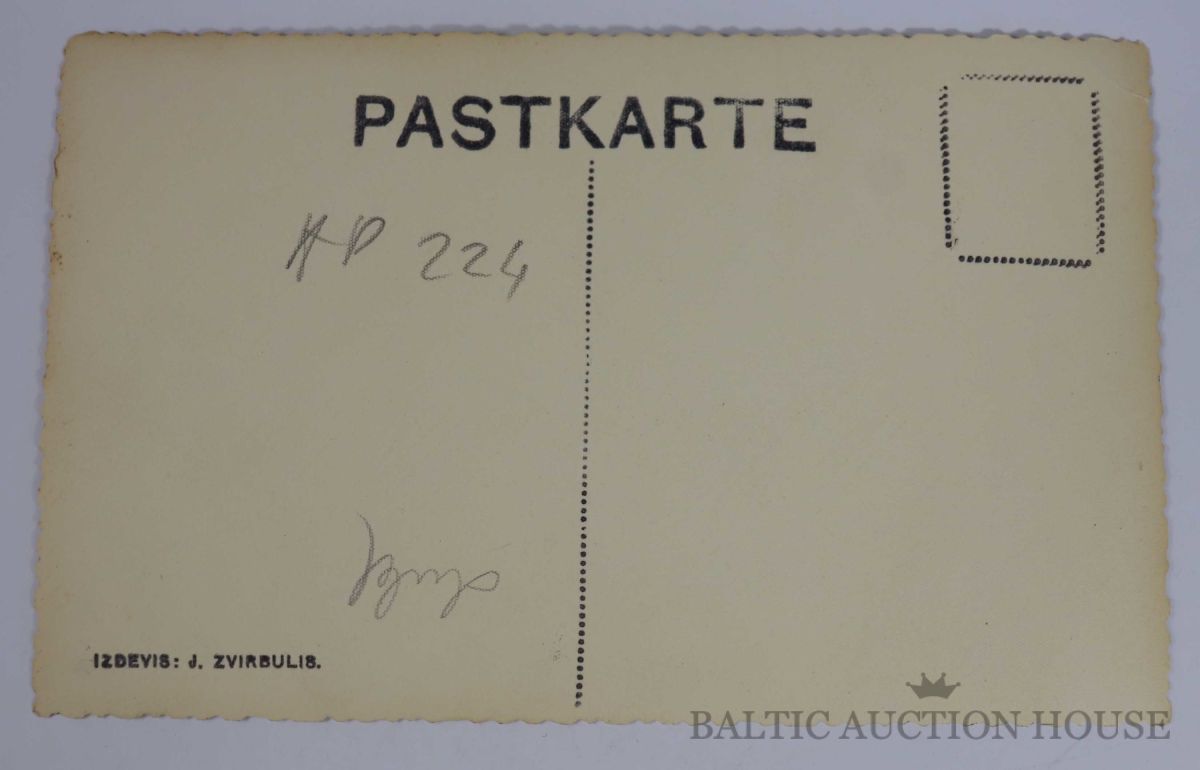 PASTKARTE
AP 224
IZDEVIS: J. ZVIRBULIS.
BALTIC AUCTION HOUSE